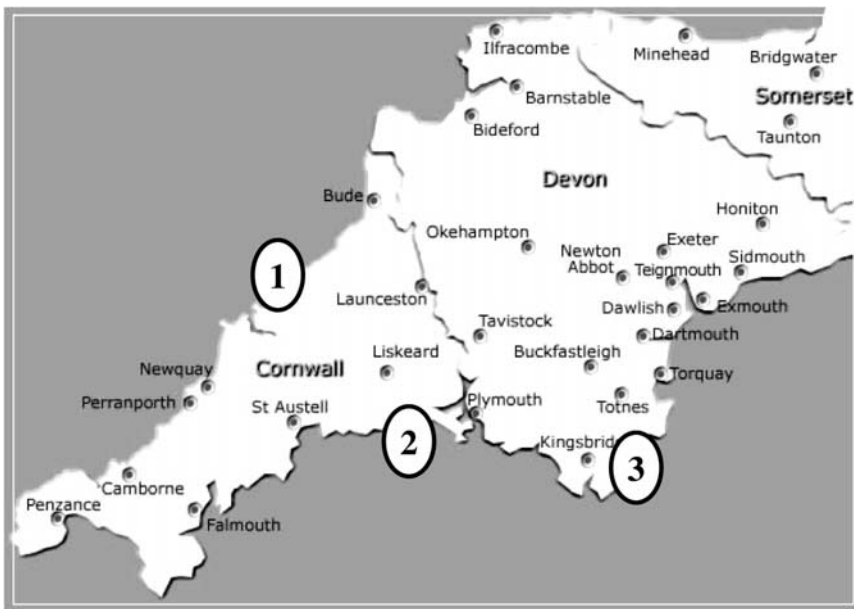 Ilfracombe
Minehead
Bridgwater
Barnstable
Somerset
Bideford
Taunton
Devon
Bude
Honiton
Okehampton
Exeter
Newton
Abbot
Sidmouth
Teignmouth
1
Launceston
Exmouth
Dawlish
Tavistock
Dartmouth
Buckfastleigh
Liskeard
Cornwall
Torquay
Newquay
Perranporth
St Austell
Plymouth
Totnes
2
Kingsbrid
3
Camborne
Penzance
Falmouth